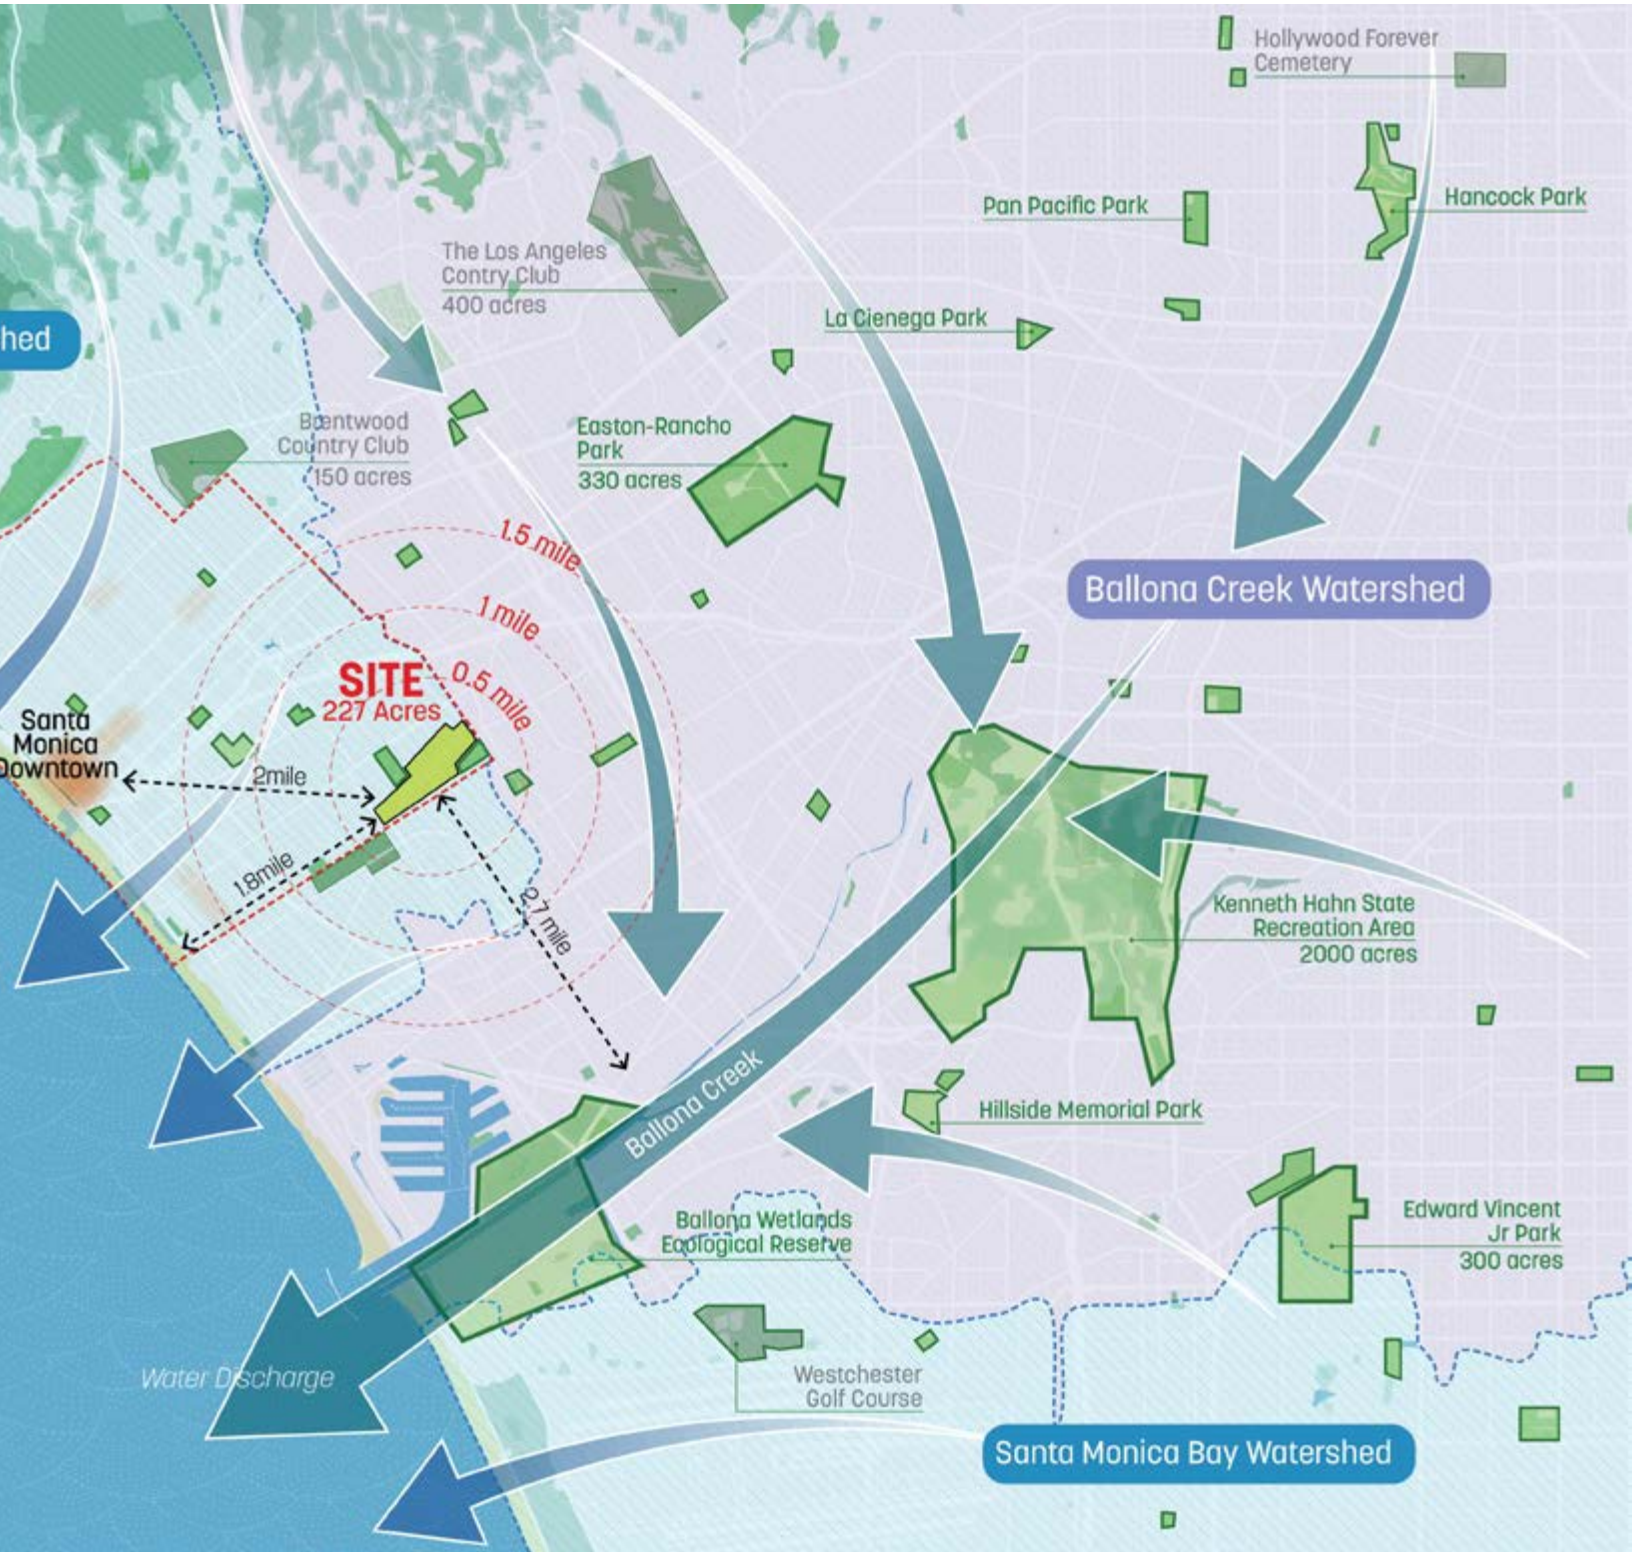 Hollywood Forever
Cemetery
Pan Pacific Park
Hancock Park
The Los Angeles
Contry Club
400 acres
La Cienega Park
hed
Brentwood
Country Club
150 acres
Easton-Rancho
Park
330 acres
1.5 mile
1 mile
0.5 mile
Ballona Creek Watershed
SITE
227 Acres
Santa
Monica
Downtown
2mile
1.8mile
2.7 mile
Kenneth Hahn State
Recreation Area
2000 acres
Ballona Creek
Hillside Memorial Park
Ballona Wetlands
Ecological Reserve
Edward Vincent
Jr Park
300 acres
Water Discharge
Westchester
Golf Course
Santa Monica Bay Watershed